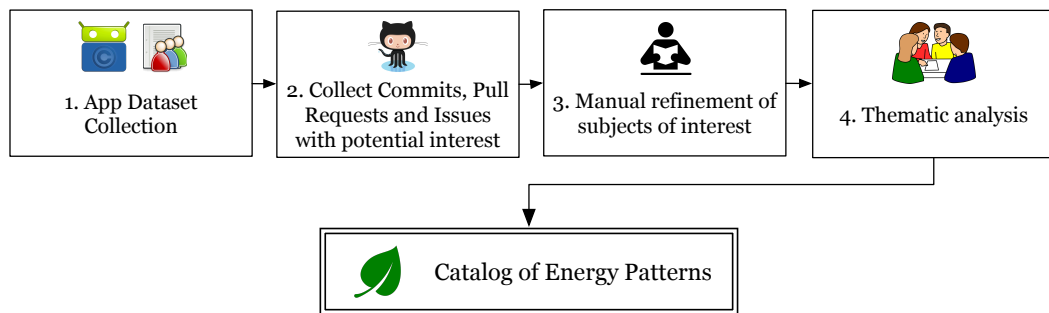 1. App Dataset
Collection
2. Collect Commits, Pull
Requests and Issues
with potential interest
3. Manual refinement of
subjects of interest
4. Thematic analysis
Catalog of Energy Patterns